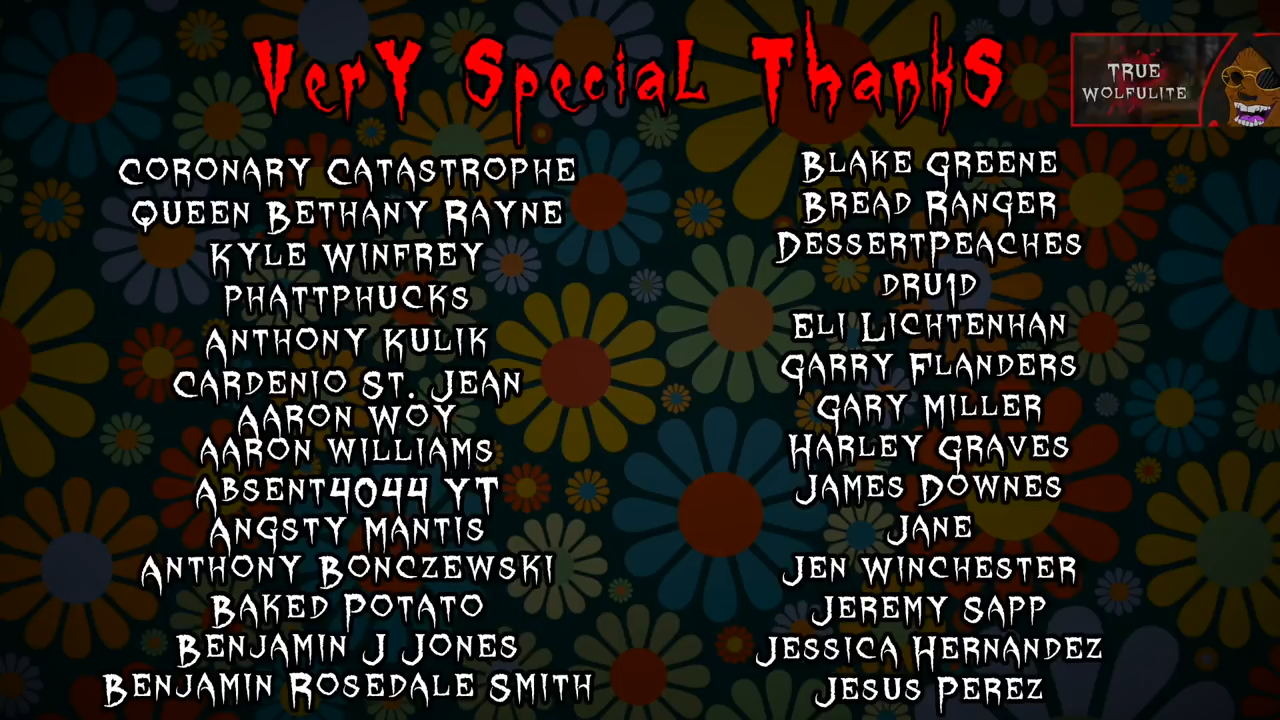 Very Special Thanks
TRUE
WOLFULITE
Coronary Catastrophe
Queen Bethany Rayne
Kyle Winfrey
phattphucks
Anthony Kulik
Cardenio St. Jean
Aaron Woy
Aaron Williams
Absent4044 YT
Angsty Mantis
Anthony Bonczewski
Baked Potato
Benjamin J Jones
Benjamin Rosedale Smith
Blake Greene
Bread Ranger
DessertPeaches
dru1d
Eli Lichtenhan
Garry Flanders
Gary Miller
Harley Graves
James Downes
Jane
Jen Winchester
Jeremy Sapp
Jessica Hernandez
Jesus Perez